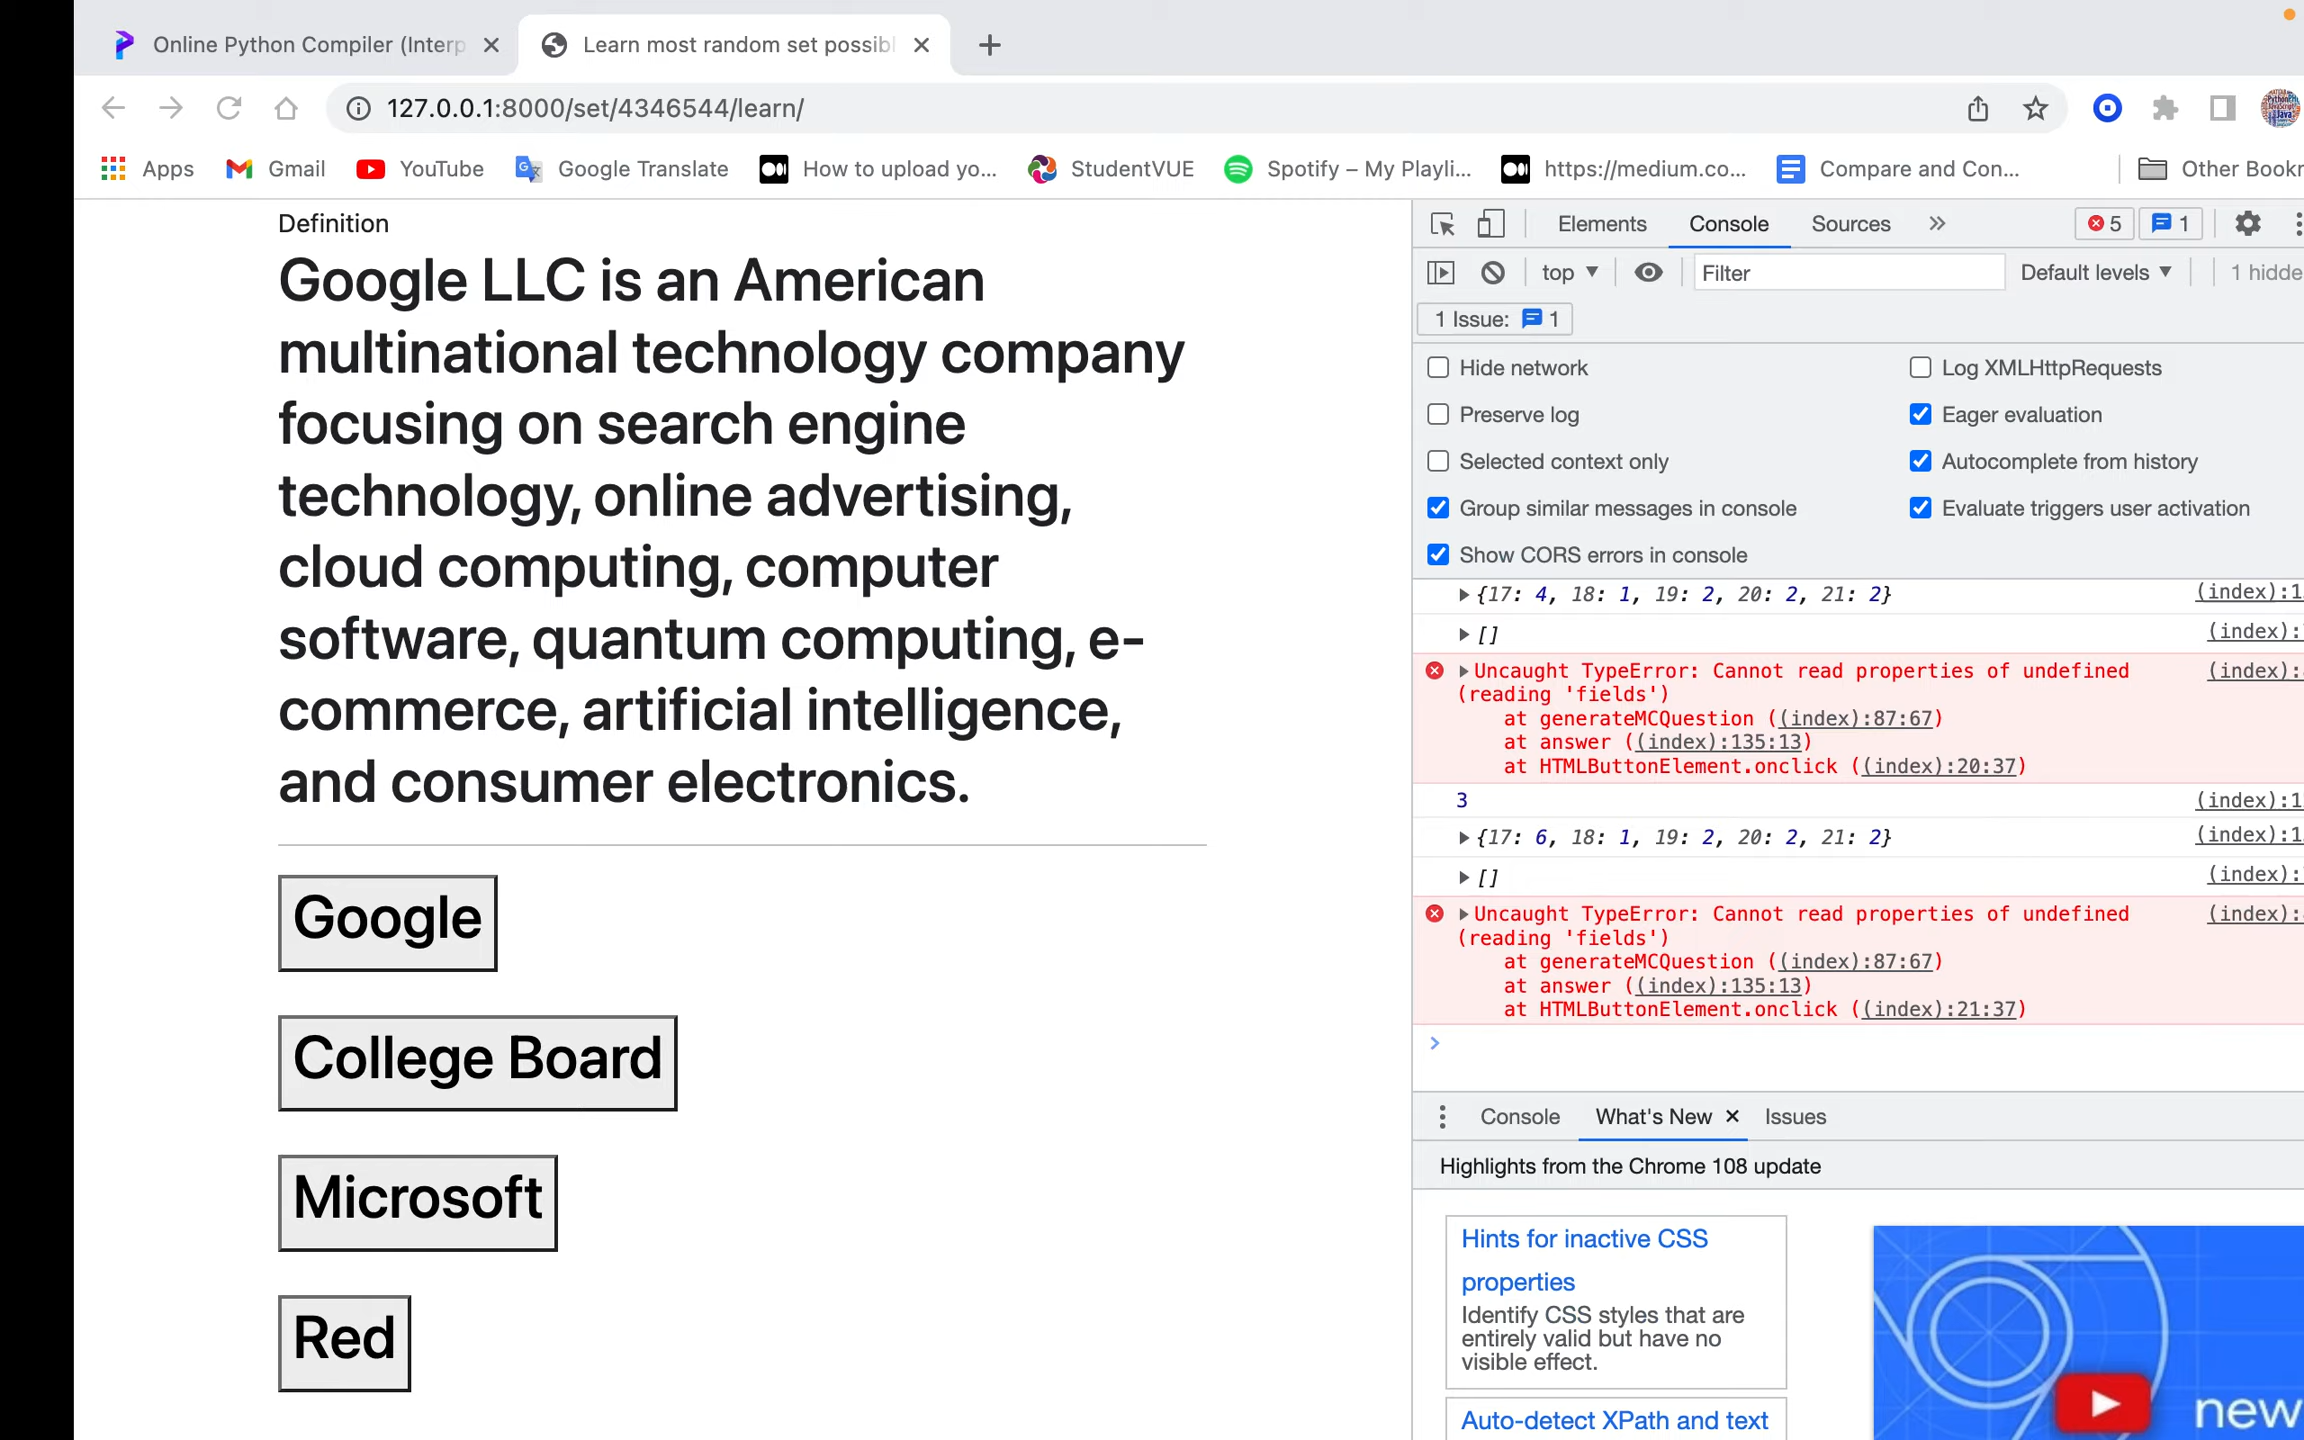 Online Python Compiler (Interp
Learn most random set possibl
127.0.0.1:8000/set/4346544/learn/
Apps
Gmail
YouTube
Google Translate
How to upload yo...
StudentVUE
Spotify – My Playli...
https://medium.co...
Compare and Con...
Other Bookr
Definition
Google LLC is an American
multinational technology company
focusing on search engine
technology, online advertising,
cloud computing, computer
software, quantum computing, e-
commerce, artificial intelligence,
and consumer electronics.
Google
College Board
Microsoft
Red
Elements Console Sources » 5 1
top ▼ Filter Default levels ▼ 1 hidde
1 Issue: 1
Hide network
Log XMLHttpRequests
Preserve log
Eager evaluation
Selected context only
Autocomplete from history
Group similar messages in console
Evaluate triggers user activation
Show CORS errors in console
{17: 4, 18: 1, 19: 2, 20: 2, 21: 2} (index):1
[] (index):
Uncaught TypeError: Cannot read properties of undefined (index):
(reading 'fields')
at generateMCQuestion ((index):87:67)
at answer ((index):135:13)
at HTMLButtonElement.onclick ((index):20:37)
3 (index):1
{17: 6, 18: 1, 19: 2, 20: 2, 21: 2} (index):1
[] (index):
Uncaught TypeError: Cannot read properties of undefined (index):
(reading 'fields')
at generateMCQuestion ((index):87:67)
at answer ((index):135:13)
at HTMLButtonElement.onclick ((index):21:37)
Console What's New Issues
Highlights from the Chrome 108 update
Hints for inactive CSS
properties
Identify CSS styles that are
entirely valid but have no
visible effect.
Auto-detect XPath and text
new